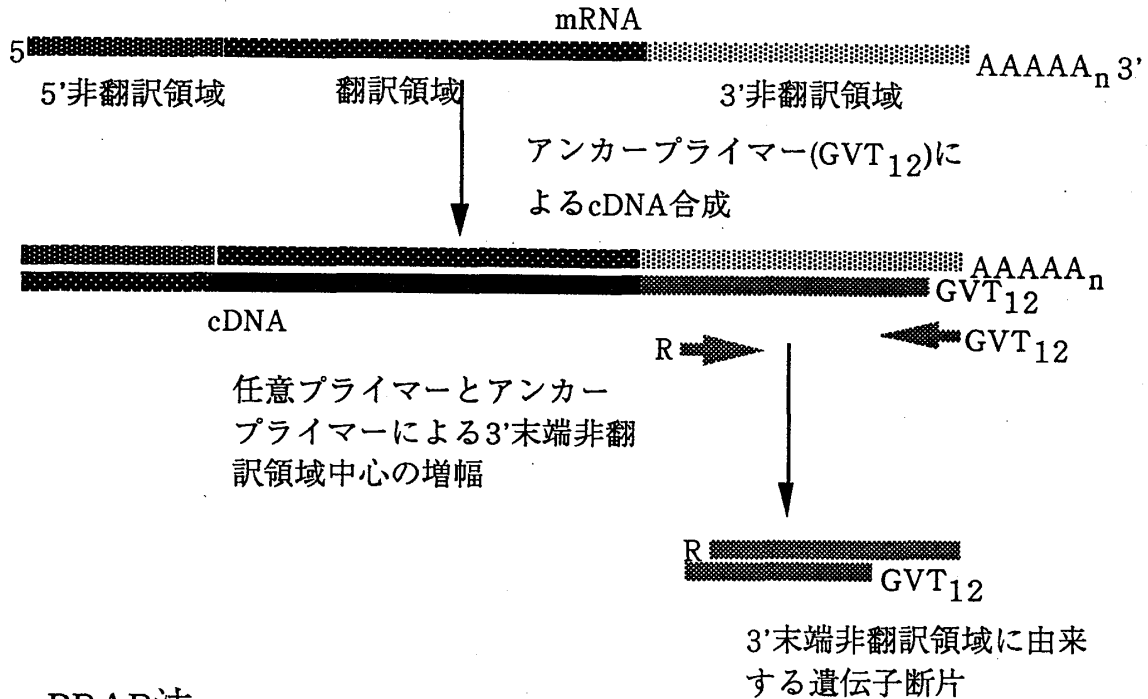 mRNA
5
AAAAAn 3'
5'非翻訳領域
翻訳領域
3'非翻訳領域
アンカープライマー(GVT12)に
よるcDNA合成
AAAAAn
GVT12
cDNA
R
GVT12
任意プライマーとアンカー
プライマーによる3'末端非翻
訳領域中心の増幅
R
GVT12
3'末端非翻訳領域に由来
する遺伝子断片